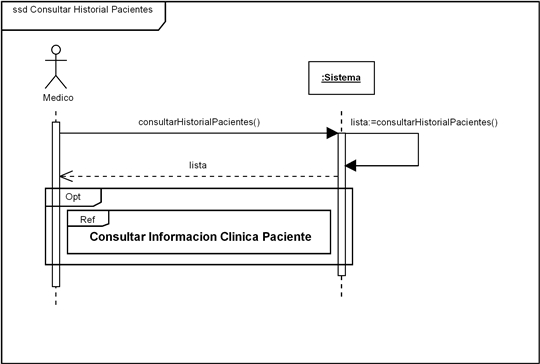 ssd Consultar Historial Pacientes
:Sistema
Medico
consultarHistorialPacientes()
lista:=consultarHistorialPacientes()
lista
Opt
Ref
Consultar Informacion Clinica Paciente